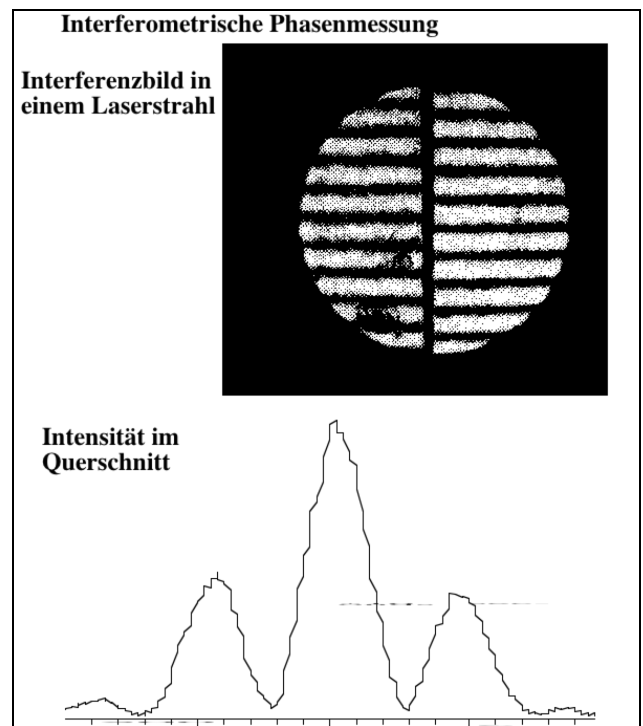 Interferometrische Phasenmessung
Interferenzbild in
einem Laserstrahl
Intensität im
Querschnitt